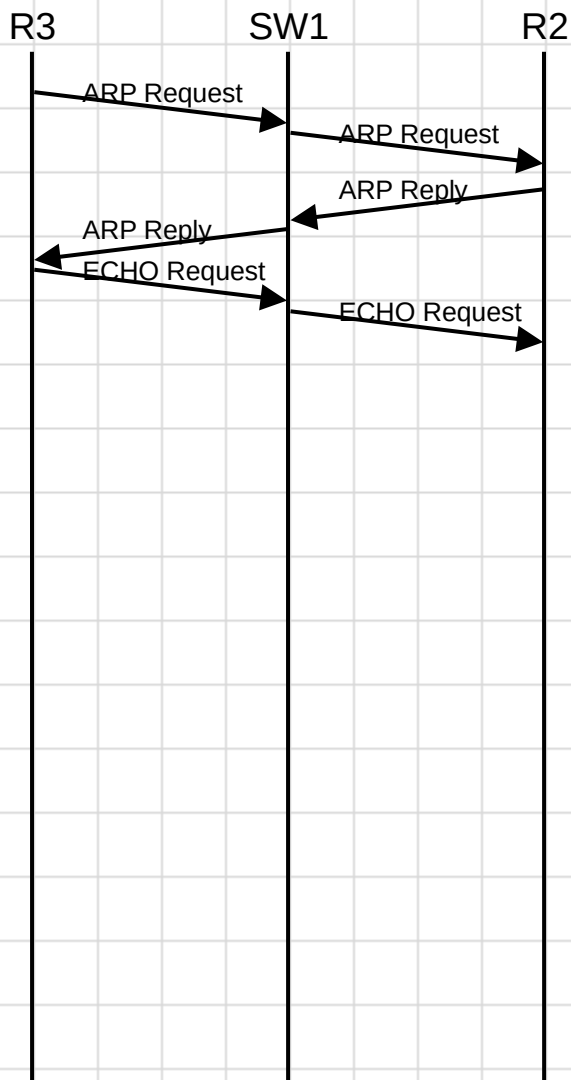 R3 SW1 R2
ARP Request
ARP Request
ARP Reply
ARP Reply
ECHO Request
ECHO Request